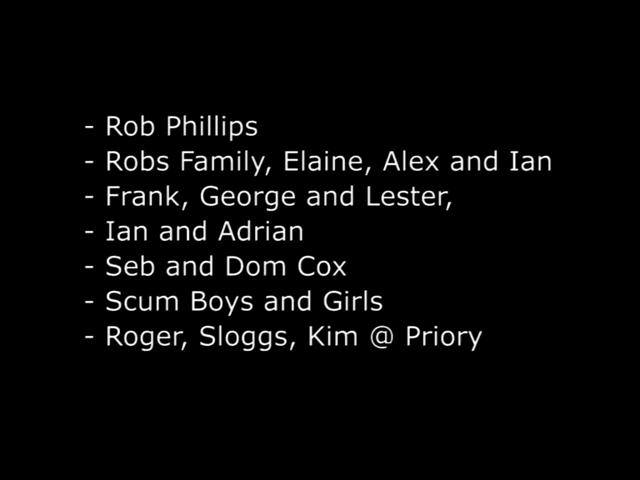 - Rob Phillips
- Robs Family, Elaine, Alex and Ian
- Frank, George and Lester,
- Ian and Adrian
- Seb and Dom Cox
- Scum Boys and Girls
- Roger, Sloggs, Kim @ Priory